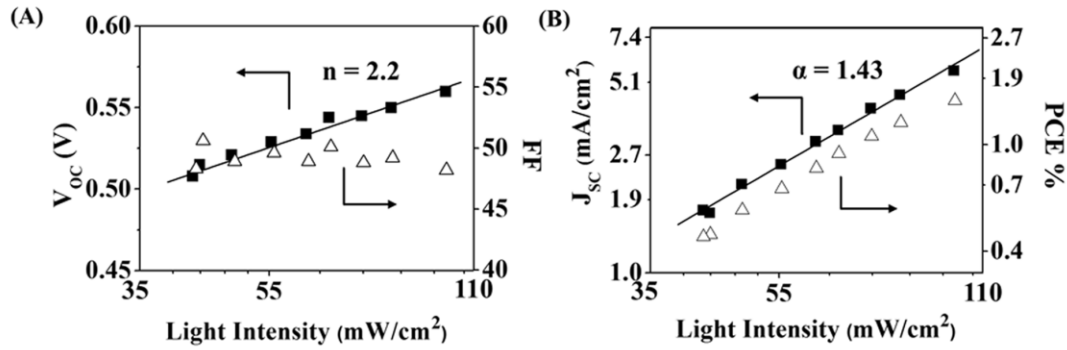 (A)
0.60
0.55
0.50
0.45
V_OC (V)
n = 2.2
60
55
50
45
40
FF
35
55
110
Light Intensity (mW/cm²)
(B)
7.4
5.1
2.7
1.9
1.0
J_SC (mA/cm²)
α = 1.43
2.7
1.9
1.0
0.7
0.4
PCE %
35
55
110
Light Intensity (mW/cm²)